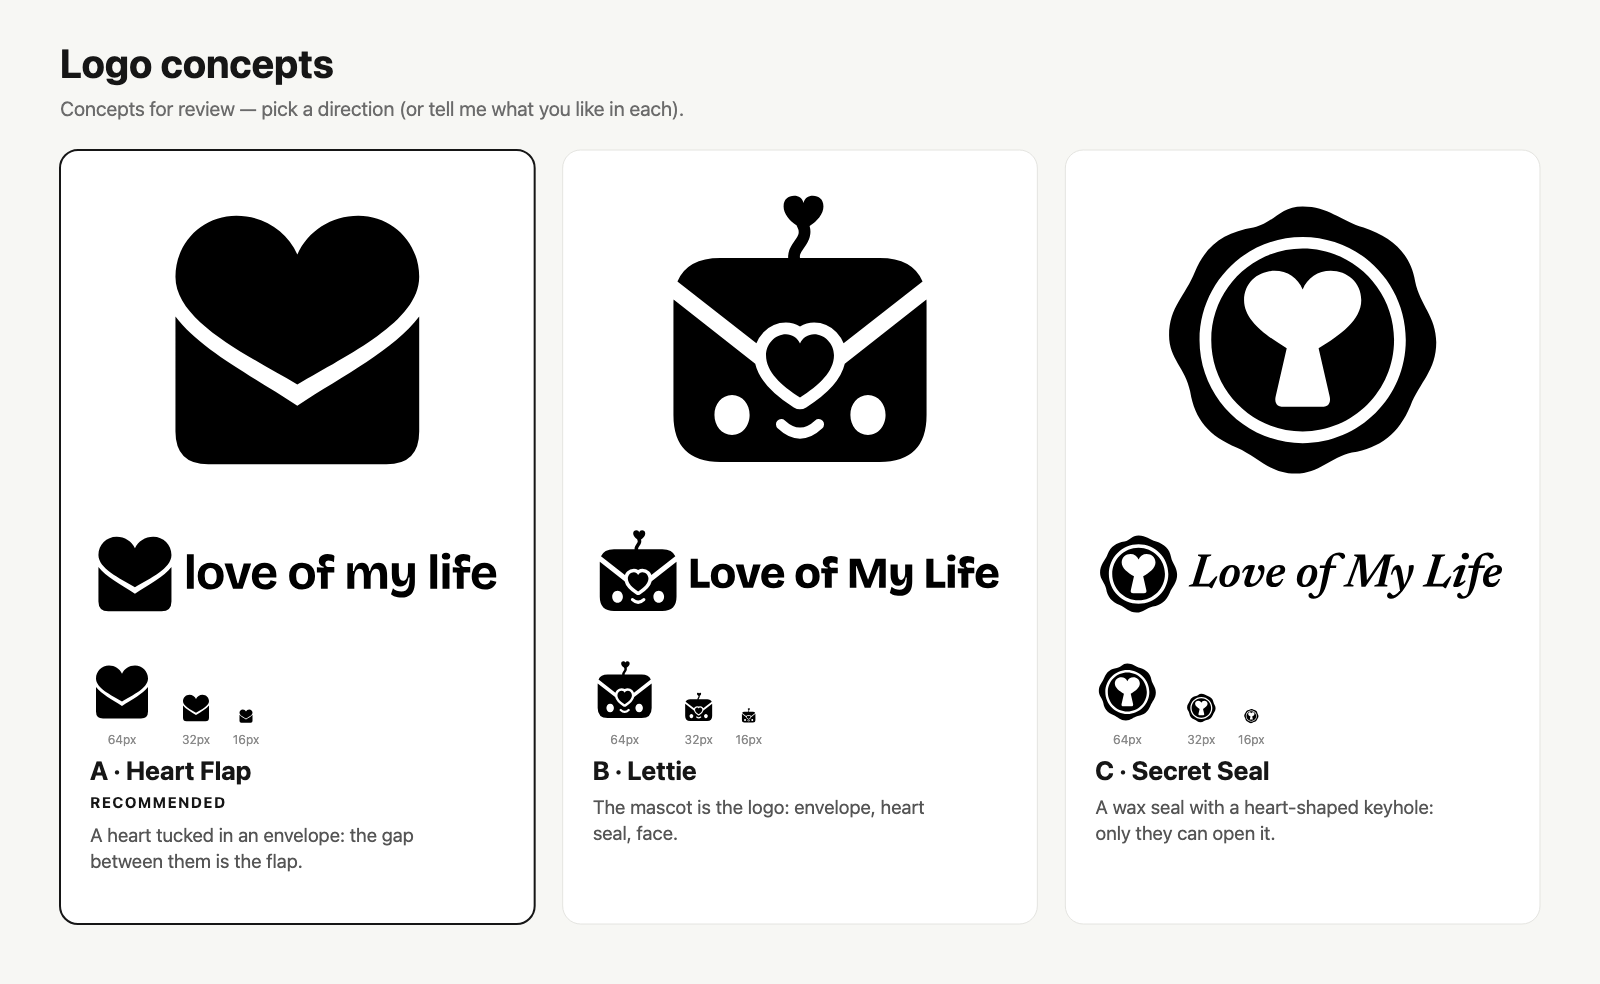 Logo concepts
Concepts for review — pick a direction (or tell me what you like in each).
love of my life
64px 32px 16px
A · Heart Flap
RECOMMENDED
A heart tucked in an envelope: the gap
between them is the flap.
Love of My Life
64px 32px 16px
B · Lettie
The mascot is the logo: envelope, heart
seal, face.
Love of My Life
64px 32px 16px
C · Secret Seal
A wax seal with a heart-shaped keyhole:
only they can open it.